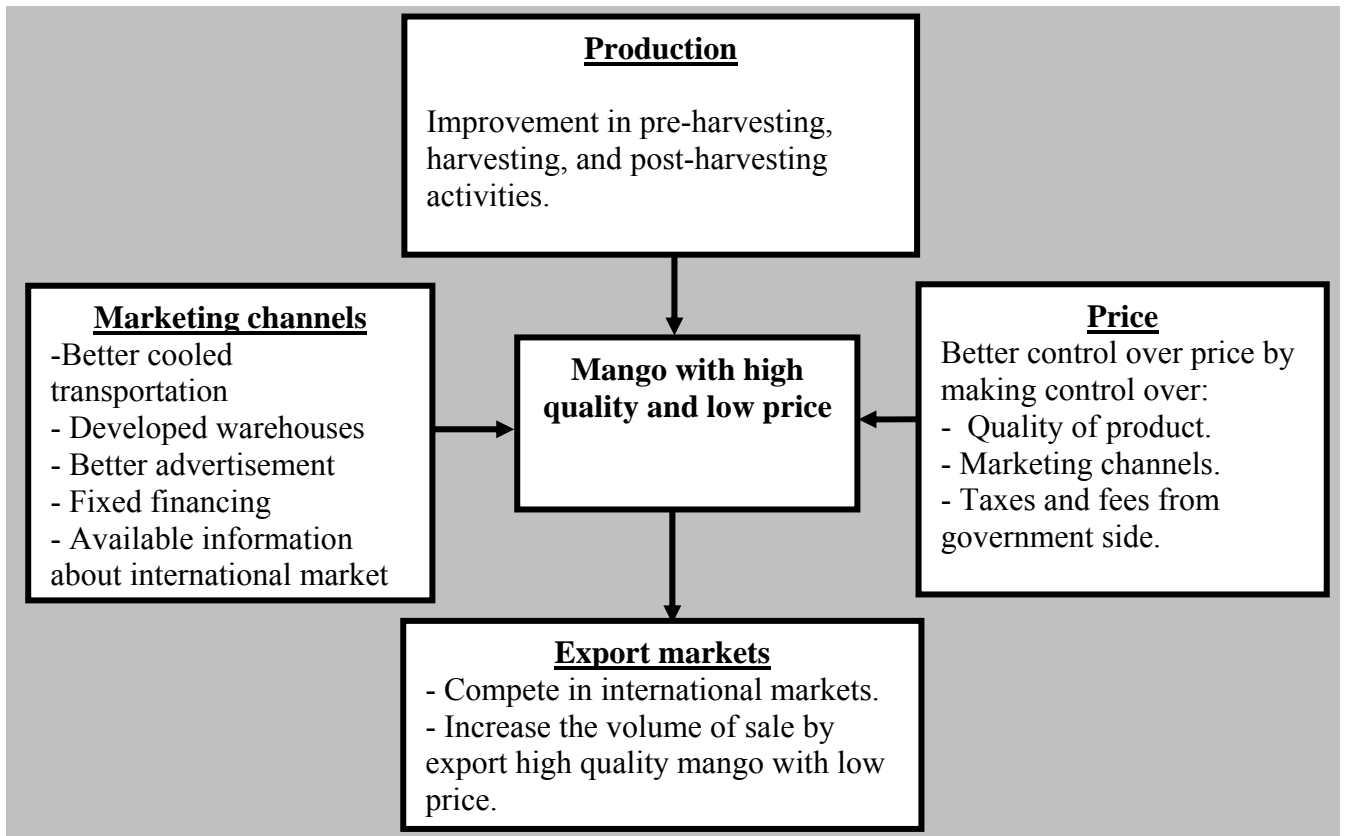 Production
Improvement in pre-harvesting,
harvesting, and post-harvesting
activities.
Marketing channels
-Better cooled
transportation
- Developed warehouses
- Better advertisement
- Fixed financing
- Available information
about international market
Mango with high
quality and low price
Price
Better control over price by
making control over:
- Quality of product.
- Marketing channels.
- Taxes and fees from
government side.
Export markets
- Compete in international markets.
- Increase the volume of sale by
export high quality mango with low
price.